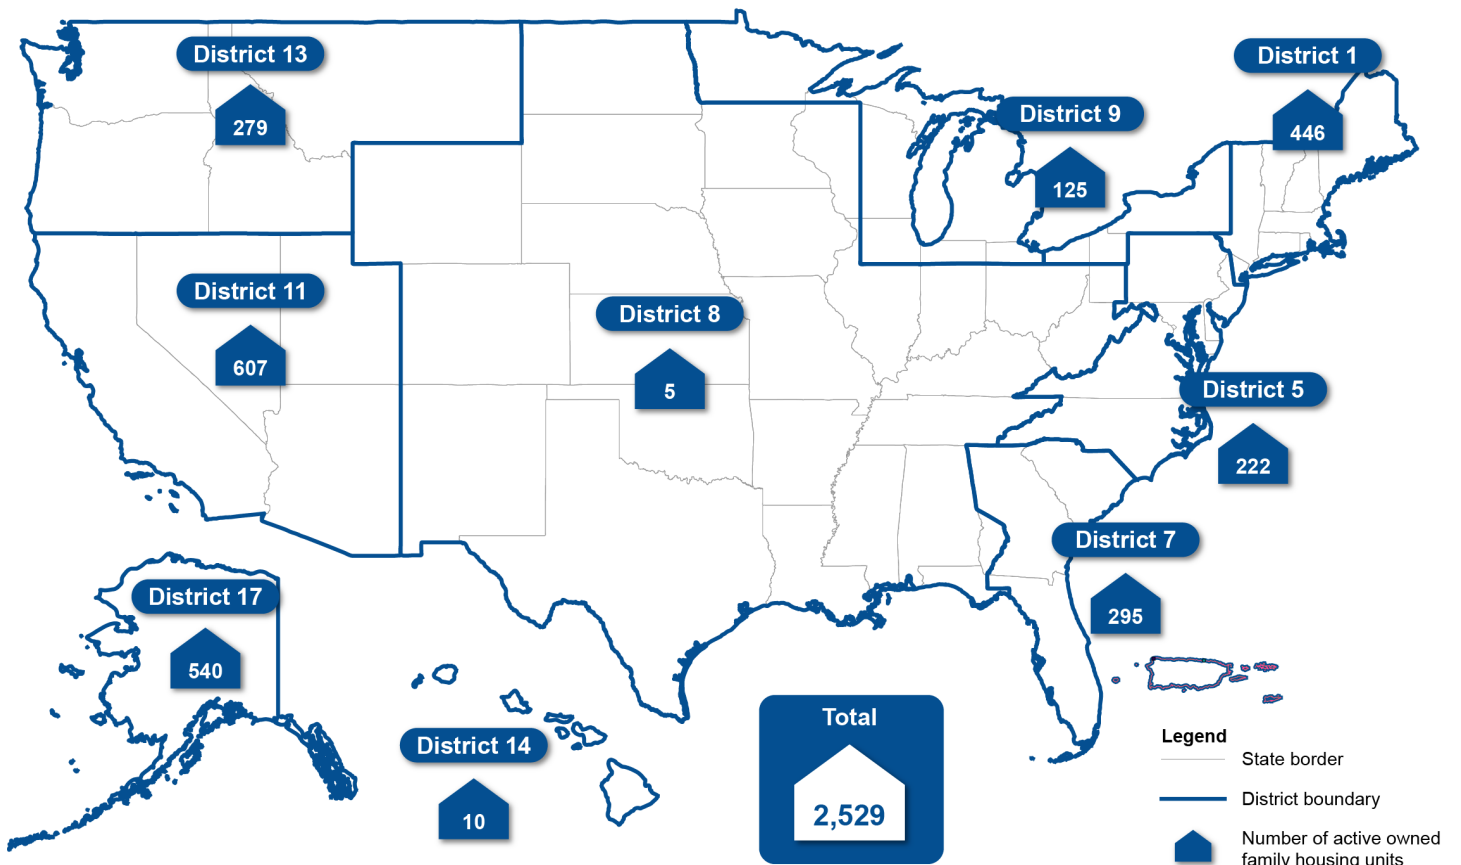 District 13
279
District 1
446
District 9
125
District 11
607
District 8
5
District 5
222
District 7
295
District 17
540
District 14
10
Total
2,529
Legend
State border
District boundary
Number of active owned
family housing units